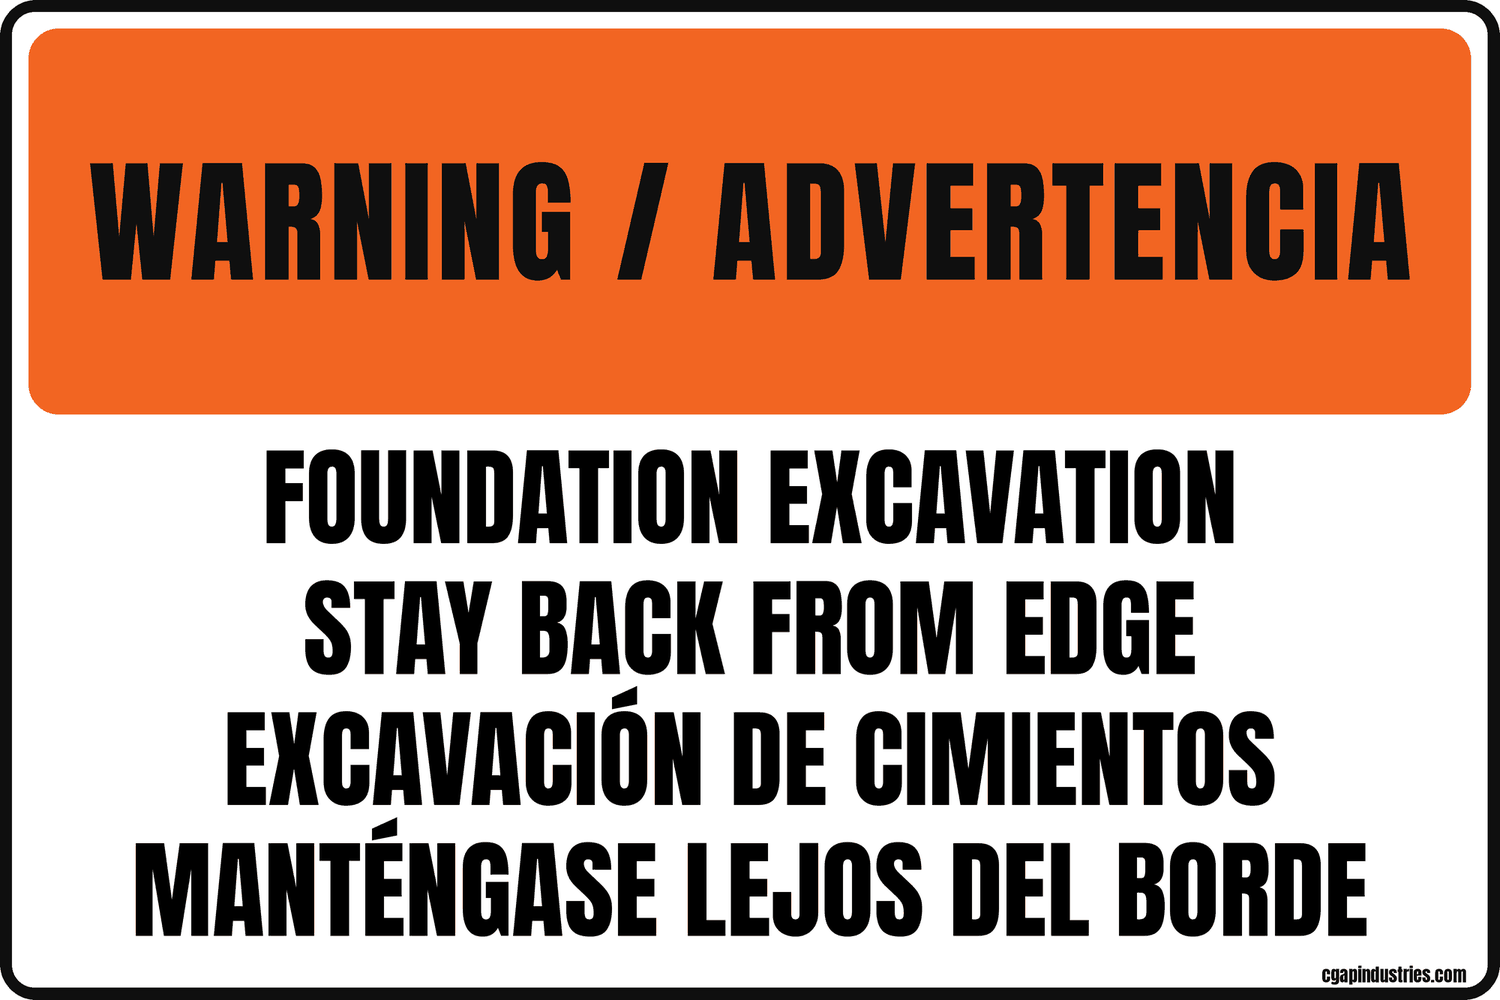 WARNING / ADVERTENCIA
FOUNDATION EXCAVATION
STAY BACK FROM EDGE
EXCAVACIÓN DE CIMIENTOS
MANTÉNGASE LEJOS DEL BORDE
cgapindustries.com